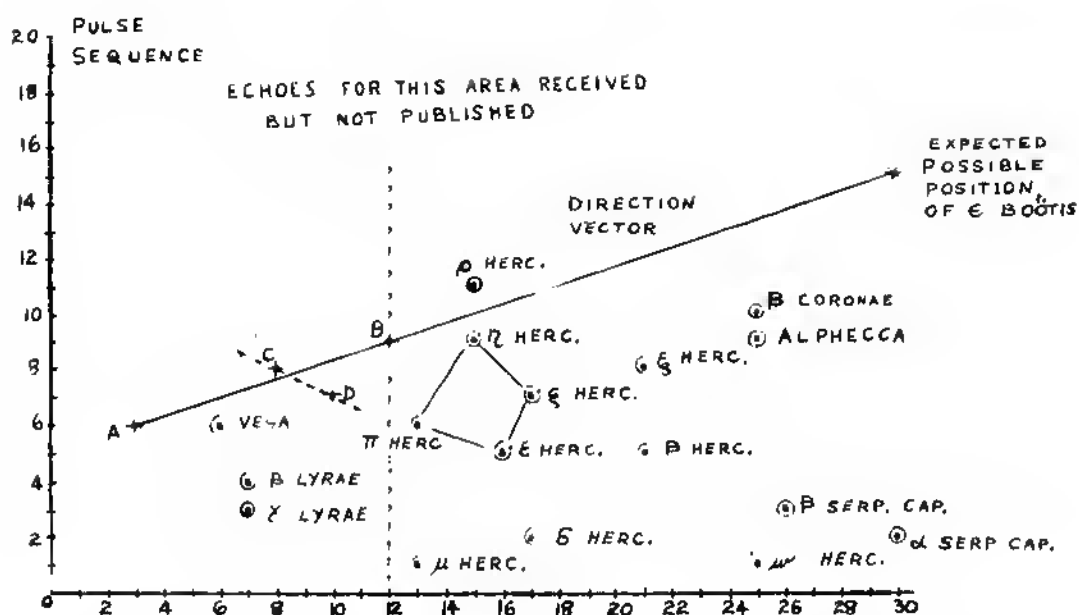 PULSE
SEQUENCE
ECHOES FOR THIS AREA RECEIVED
BUT NOT PUBLISHED
EXPECTED
POSSIBLE
POSITION
OF ε BOÖTIS
DIRECTION
VECTOR
ρ HERC.
β CORONAE
ALPHECCA
η HERC.
ξ HERC.
C
B
D
A
VEGA
π HERC
ε HERC.
β HERC.
β LYRAE
γ LYRAE
β SERP. CAP.
δ HERC.
α SERP CAP.
μ HERC.
HERC.
HERC.
20
18
16
14
12
10
8
6
4
2
0 2 4 6 8 10 12 14 16 18 20 22 24 26 28 30